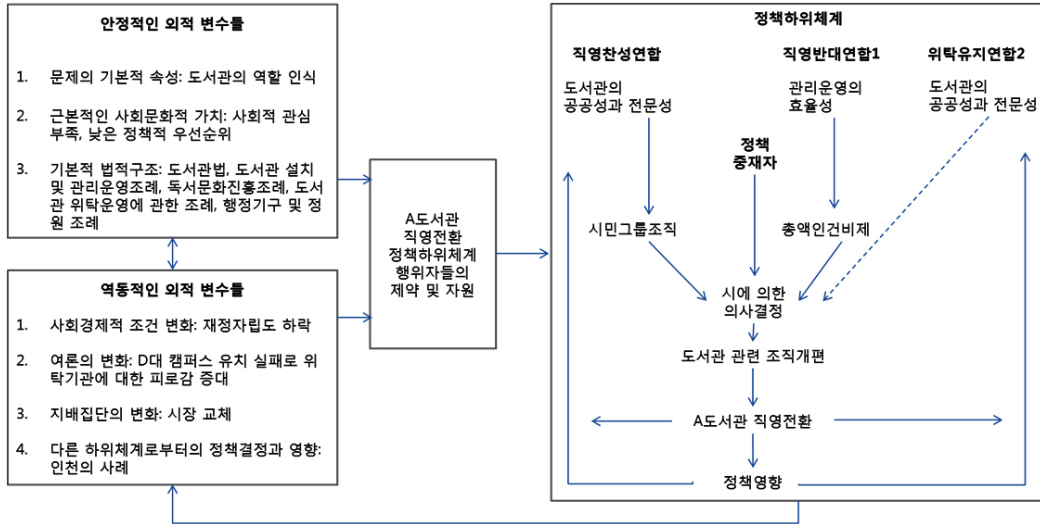 안정적인 외적 변수들
1. 문제의 기본적 속성: 도서관의 역할 인식
2. 근본적인 사회문화적 가치: 사회적 관심
부족, 낮은 정책적 우선순위
3. 기본적 법적구조: 도서관법, 도서관 설치
및 관리운영조례, 독서문화진흥조례, 도서
관 위탁운영에 관한 조례, 행정기구 및 정
원 조례
역동적인 외적 변수들
1. 사회경제적 조건 변화: 재정자립도 하락
2. 여론의 변화: D대 캠퍼스 유치 실패로 위
탁기관에 대한 피로감 증대
3. 지배집단의 변화: 시장 교체
4. 다른 하위체계로부터의 정책결정과 영향:
인천의 사례
A도서관
직영전환
정책하위체계
행위자들의
제약 및 자원
정책하위체계
직영찬성연합
도서관의
공공성과 전문성
시민그룹조직
정책
중재자
직영반대연합1
관리운영의
효율성
총액인건비제
위탁유지연합2
도서관의
공공성과 전문성
시에 의한
의사결정
도서관 관련 조직개편
A도서관 직영전환
정책영향